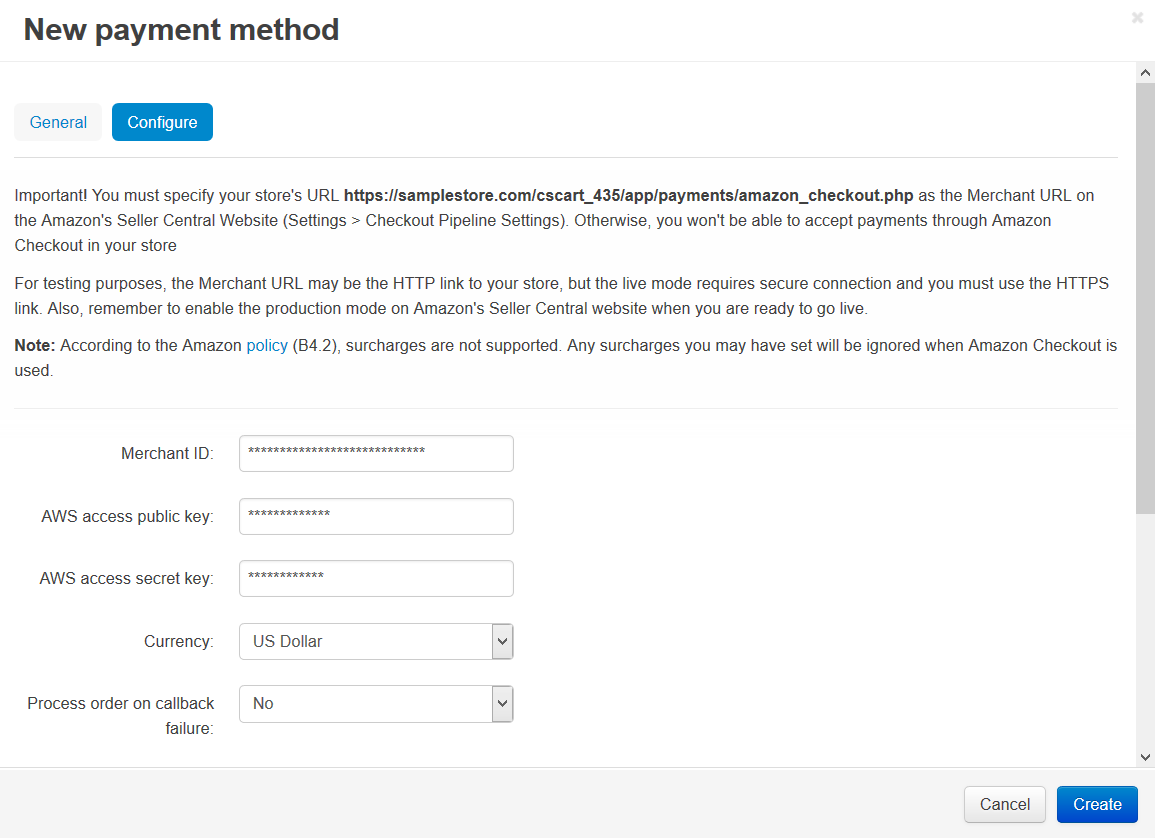 New payment method
General
Configure
Important! You must specify your store's URL https://samplestore.com/cscart_435/app/payments/amazon_checkout.php as the Merchant URL on
the Amazon's Seller Central Website (Settings > Checkout Pipeline Settings). Otherwise, you won't be able to accept payments through Amazon
Checkout in your store
For testing purposes, the Merchant URL may be the HTTP link to your store, but the live mode requires secure connection and you must use the HTTPS
link. Also, remember to enable the production mode on Amazon's Seller Central website when you are ready to go live.
Note: According to the Amazon policy (B4.2), surcharges are not supported. Any surcharges you may have set will be ignored when Amazon Checkout is
used.
Merchant ID: ****************************
AWS access public key: *************
AWS access secret key: ************
Currency: US Dollar
Process order on callback No
failure:
Cancel
Create